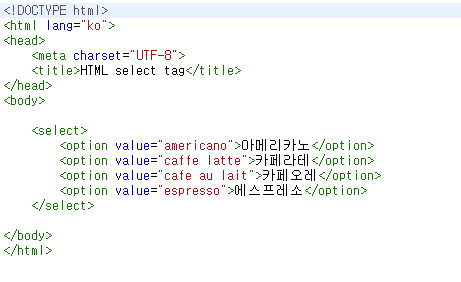 <!DOCTYPE html>
<html lang="ko">
<head>
    <meta charset="UTF-8">
    <title>HTML select tag</title>
</head>
<body>

    <select>
        <option value="americano">아메리카노</option>
        <option value="caffe latte">카페라테</option>
        <option value="cafe au lait">카페오레</option>
        <option value="espresso">에스프레소</option>
    </select>

</body>
</html>